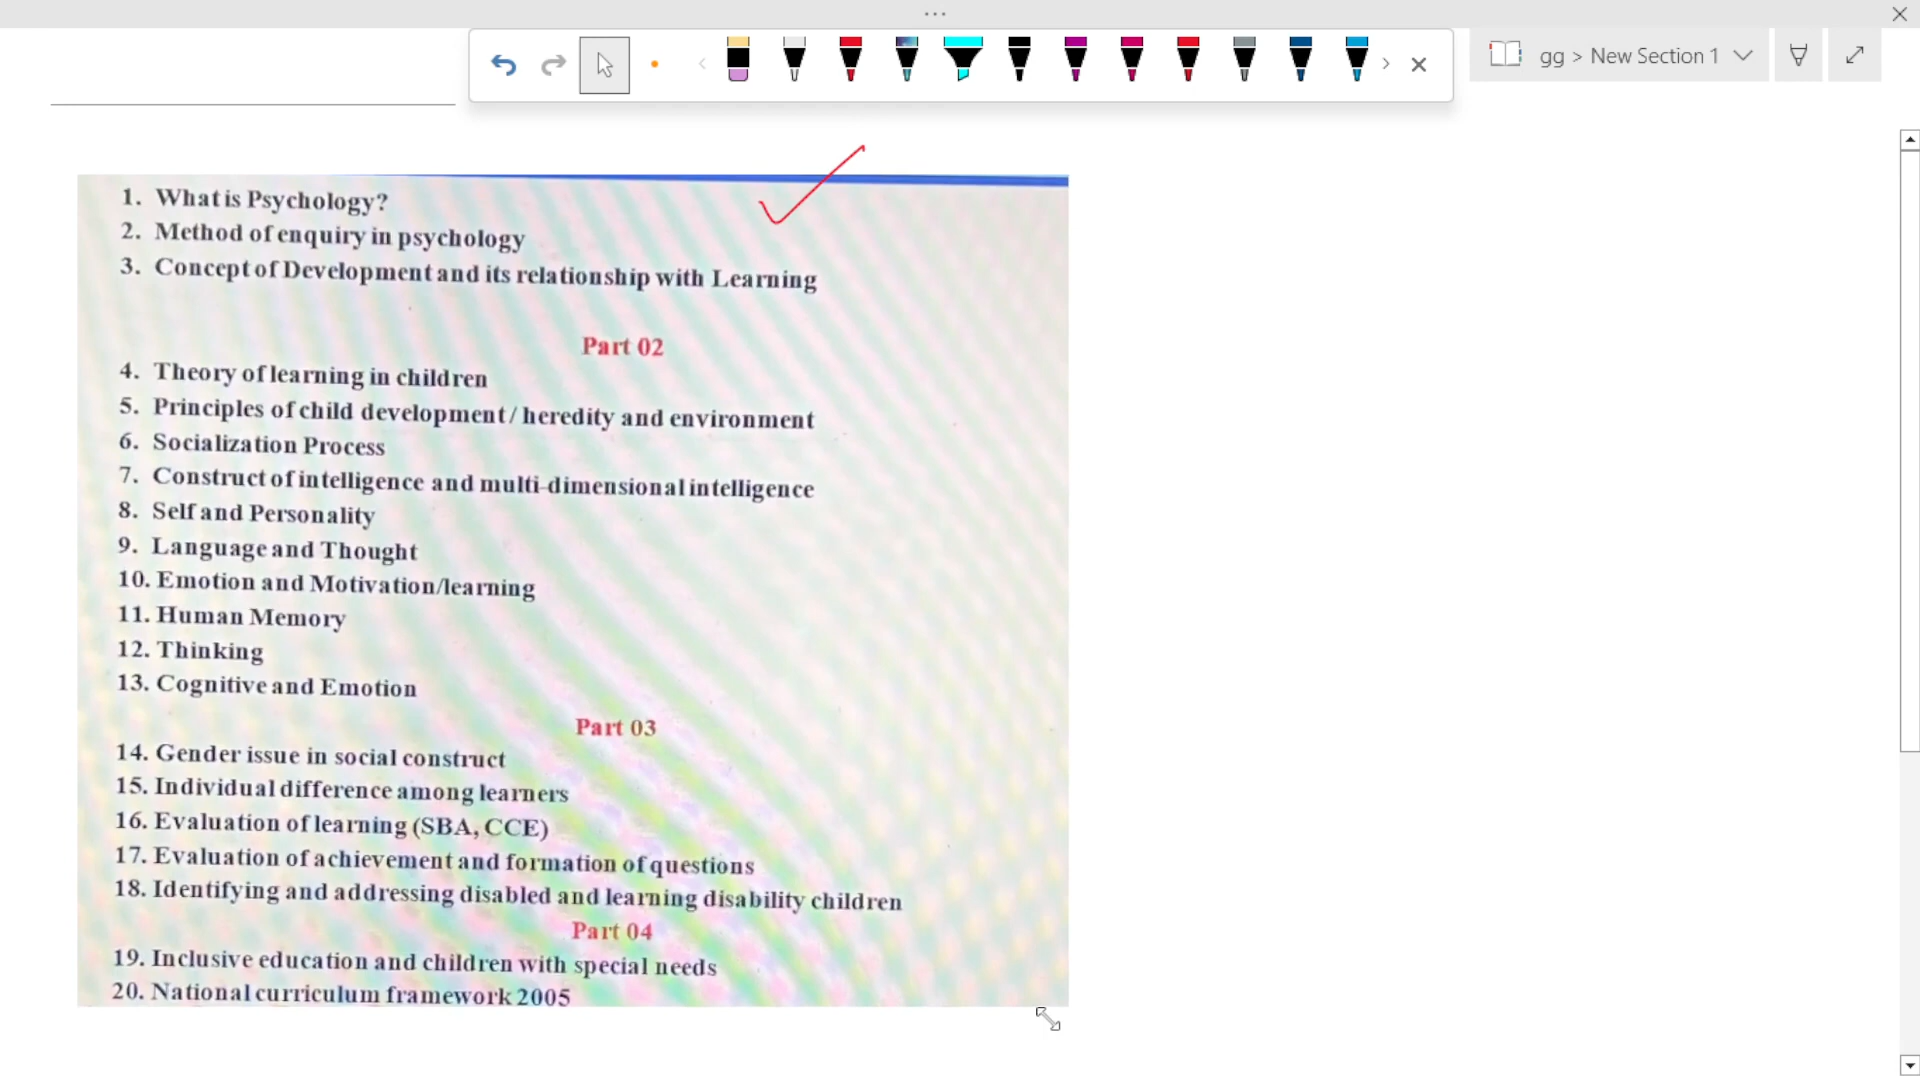 gg > New Section 1
1. What is Psychology?
2. Method of enquiry in psychology
3. Concept of Development and its relationship with Learning
Part 02
4. Theory of learning in children
5. Principles of child development / heredity and environment
6. Socialization Process
7. Construct of intelligence and multi-dimensional intelligence
8. Self and Personality
9. Language and Thought
10. Emotion and Motivation/learning
11. Human Memory
12. Thinking
13. Cognitive and Emotion
Part 03
14. Gender issue in social construct
15. Individual difference among learners
16. Evaluation of learning (SBA, CCE)
17. Evaluation of achievement and formation of questions
18. Identifying and addressing disabled and learning disability children
Part 04
19. Inclusive education and children with special needs
20. National curriculum framework 2005